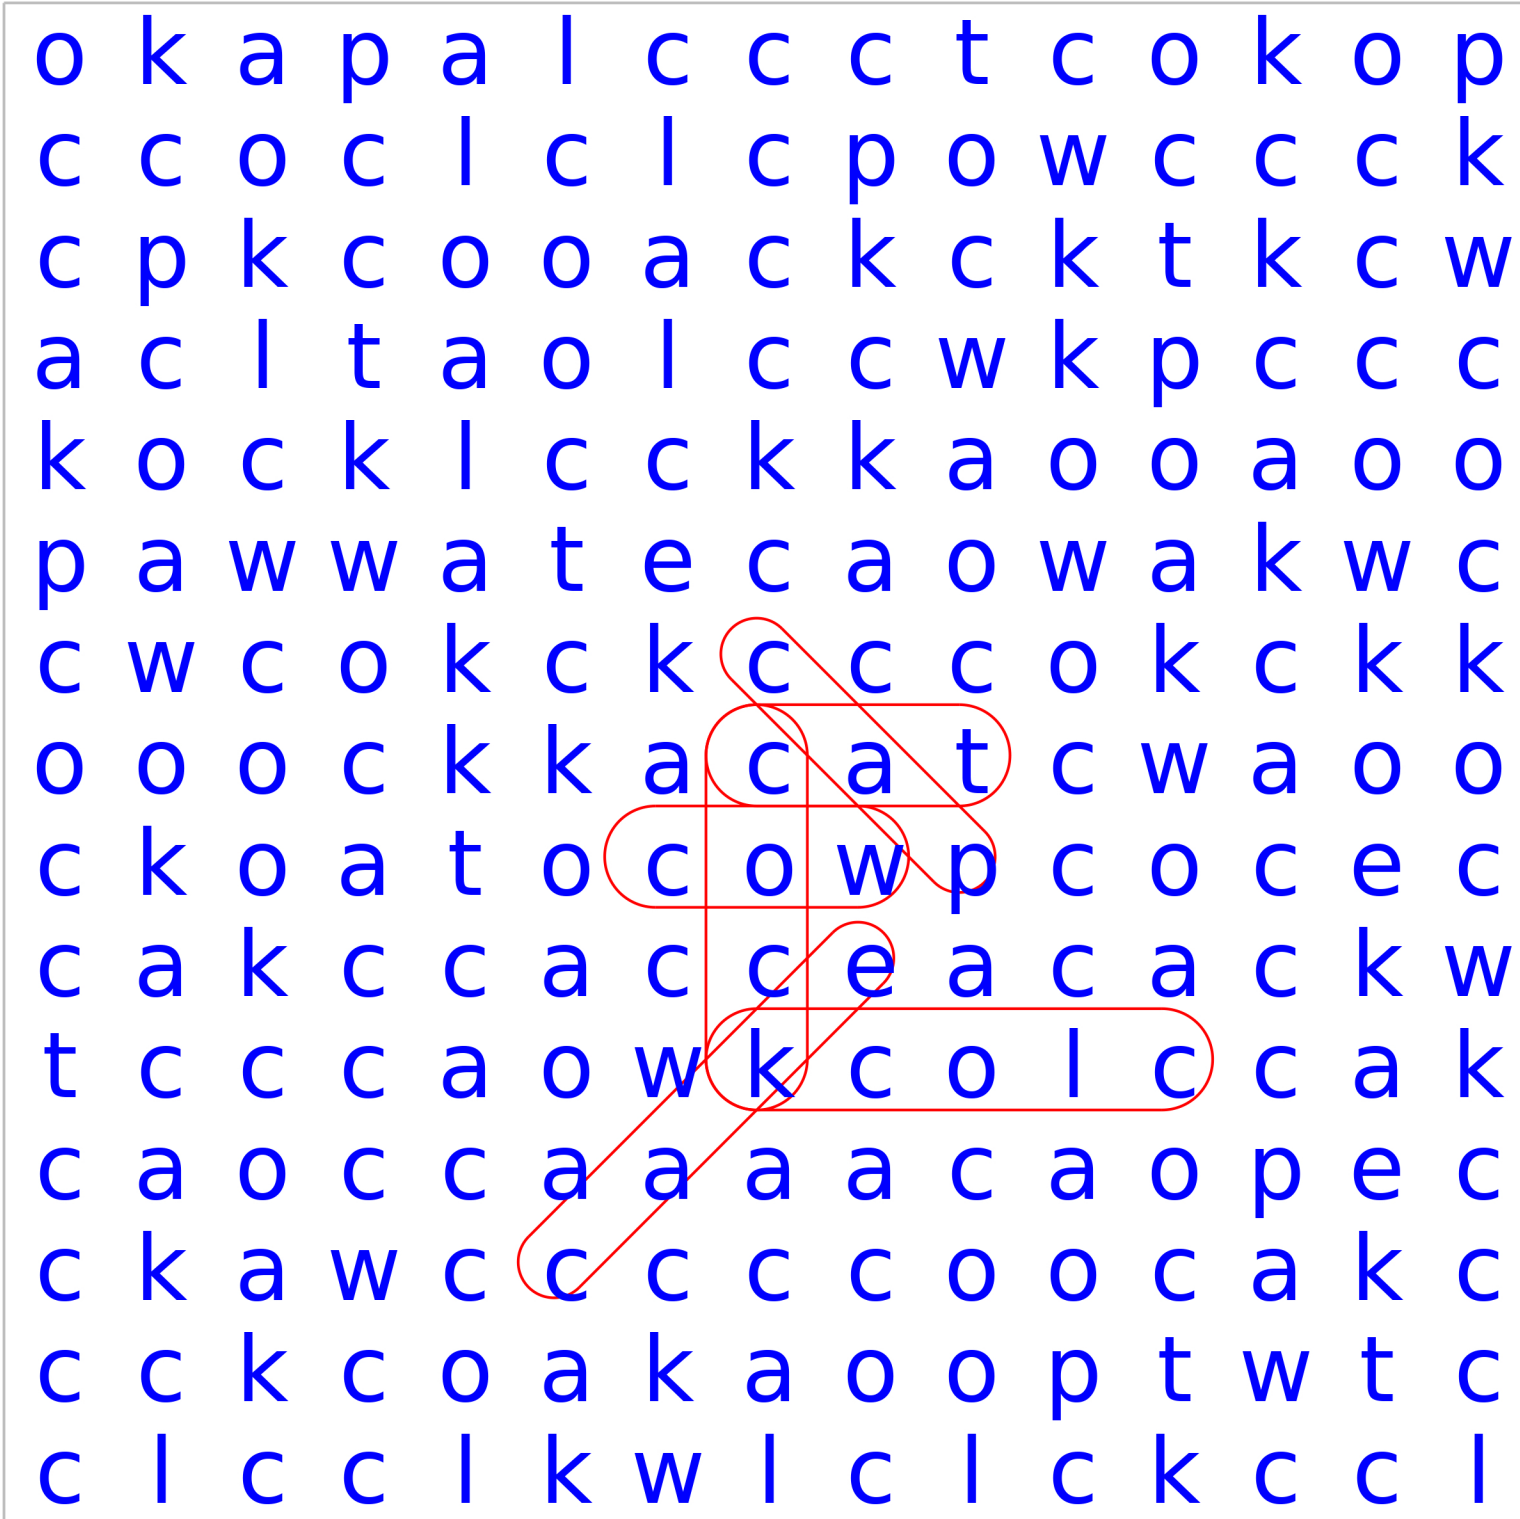 o k a p a l c c c t c o k o p
c c o c l c l c p o w c c c k
c p k c o o a c k c k t k c w
a c l t a o l c c w k p c c c
k o c k l c c k k a o o a o o
p a w w a t e c a o w a k w c
c w c o k c k c c c o k c k k
o o o c k k a c a t c w a o o
c k o a t o c o w p c o c e c
c a k c c a c c e a c a c k w
t c c c a o w k c o l c c a k
c a o c c a a a a c a o p e c
c k a w c c c c c o o c a k c
c c k c o a k a o o p t w t c
c l c c l k w l c l c k c c l